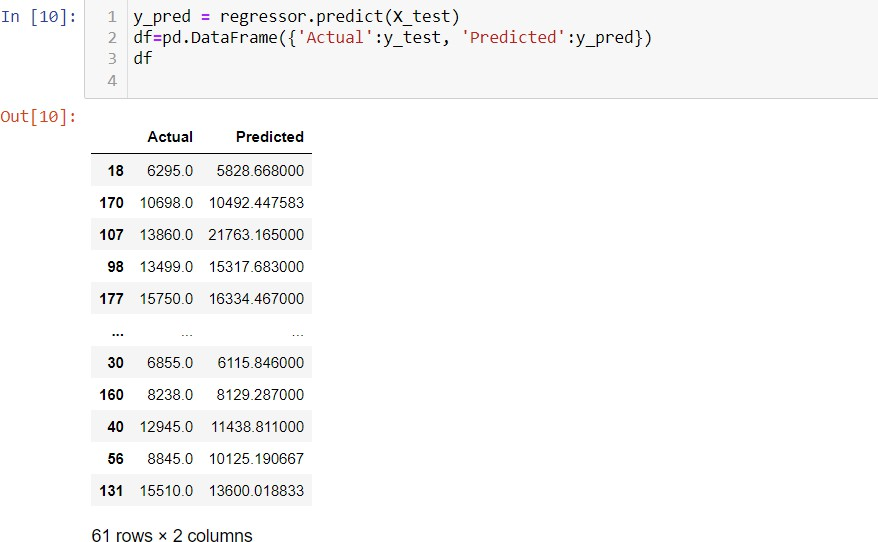 In [10]: 1 y_pred = regressor.predict(X_test)
2 df=pd.DataFrame({'Actual':y_test, 'Predicted':y_pred})
3 df
4
Out[10]:
Actual Predicted
18 6295.0 5828.668000
170 10698.0 10492.447583
107 13860.0 21763.165000
98 13499.0 15317.683000
177 15750.0 16334.467000
... ... ...
30 6855.0 6115.846000
160 8238.0 8129.287000
40 12945.0 11438.811000
56 8845.0 10125.190667
131 15510.0 13600.018833
61 rows × 2 columns